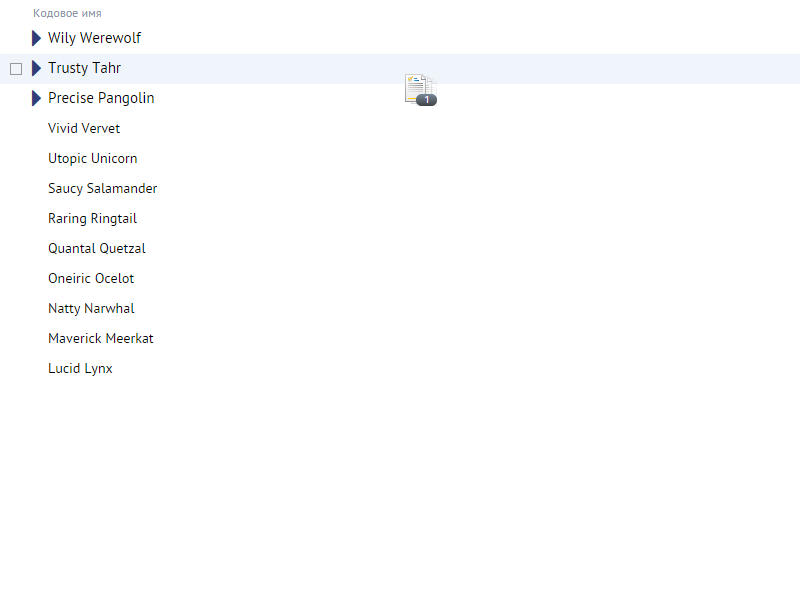 Кодовое имя
Wily Werewolf
Trusty Tahr
1
Precise Pangolin
Vivid Vervet
Utopic Unicorn
Saucy Salamander
Raring Ringtail
Quantal Quetzal
Oneiric Ocelot
Natty Narwhal
Maverick Meerkat
Lucid Lynx